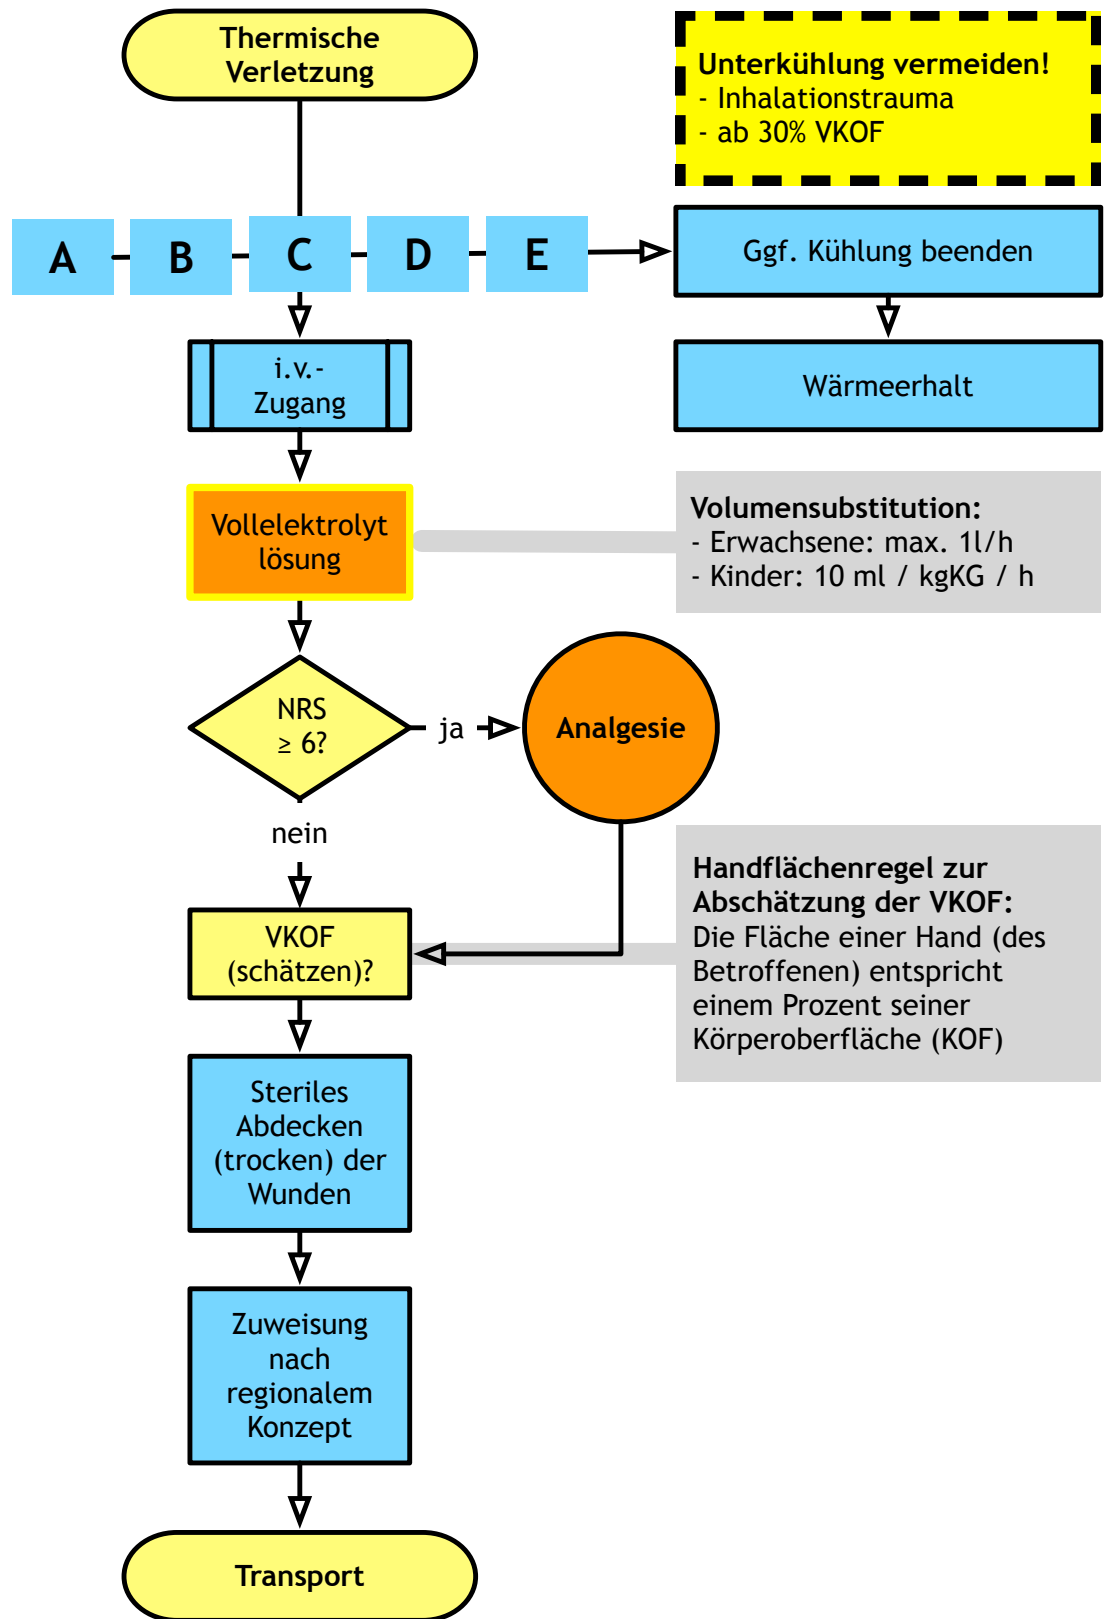 Thermische
Verletzung
Unterkühlung vermeiden!
- Inhalationstrauma
- ab 30% VKOF
A B C D E
Ggf. Kühlung beenden
i.v.-
Zugang
Wärmeerhalt
Vollelektrolyt
lösung
Volumensubstitution:
- Erwachsene: max. 1l/h
- Kinder: 10 ml / kgKG / h
NRS
≥ 6?
ja
Analgesie
nein
VKOF
(schätzen)?
Handflächenregel zur
Abschätzung der VKOF:
Die Fläche einer Hand (des
Betroffenen) entspricht
einem Prozent seiner
Körperoberfläche (KOF)
Steriles
Abdecken
(trocken) der
Wunden
Zuweisung
nach
regionalem
Konzept
Transport